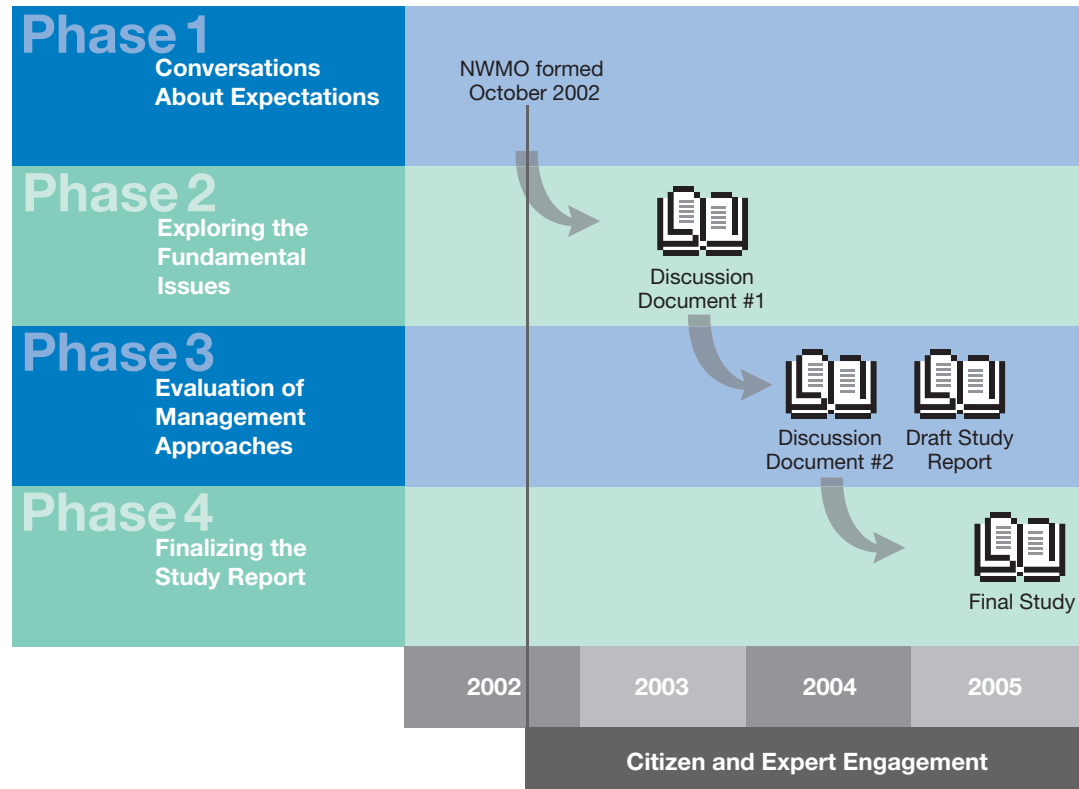 Phase 1
Conversations
About Expectations
NWMO formed
October 2002
Phase 2
Exploring the
Fundamental
Issues
Discussion
Document #1
Phase 3
Evaluation of
Management
Approaches
Discussion
Document #2
Draft Study
Report
Phase 4
Finalizing the
Study Report
Final Study
2002
2003
2004
2005
Citizen and Expert Engagement